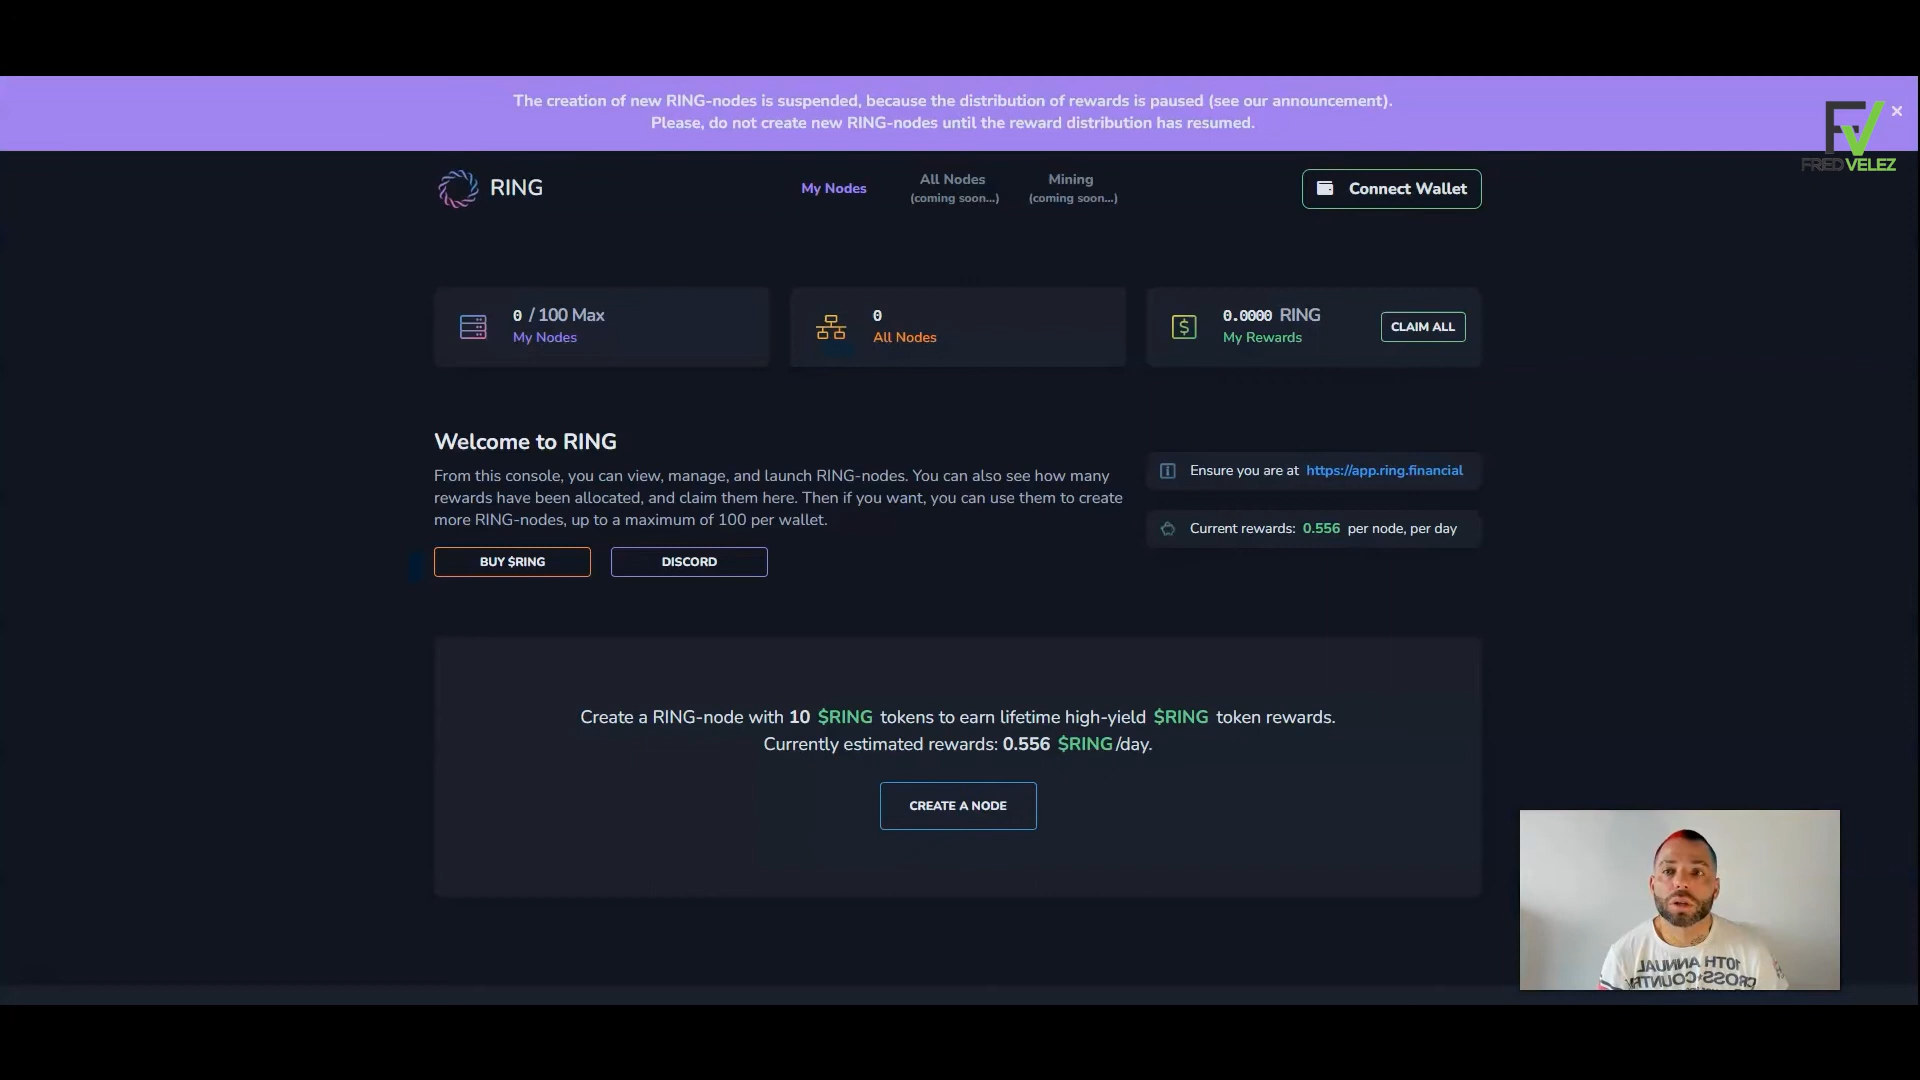 The creation of new RING-nodes is suspended, because the distribution of rewards is paused (see our announcement).
Please, do not create new RING-nodes until the reward distribution has resumed.
FRED VELEZ
RING
My Nodes
All Nodes
(coming soon...)
Mining
(coming soon...)
Connect Wallet
0 / 100 Max
My Nodes
0
All Nodes
0.0000 RING
My Rewards
CLAIM ALL
Welcome to RING
From this console, you can view, manage, and launch RING-nodes. You can also see how many
rewards have been allocated, and claim them here. Then if you want, you can use them to create
more RING-nodes, up to a maximum of 100 per wallet.
BUY $RING
DISCORD
Ensure you are at https://app.ring.financial
Current rewards: 0.556 per node, per day
Create a RING-node with 10 $RING tokens to earn lifetime high-yield $RING token rewards.
Currently estimated rewards: 0.556 $RING/day.
CREATE A NODE
10TH ANNUAL
CROSS-COUNTRY